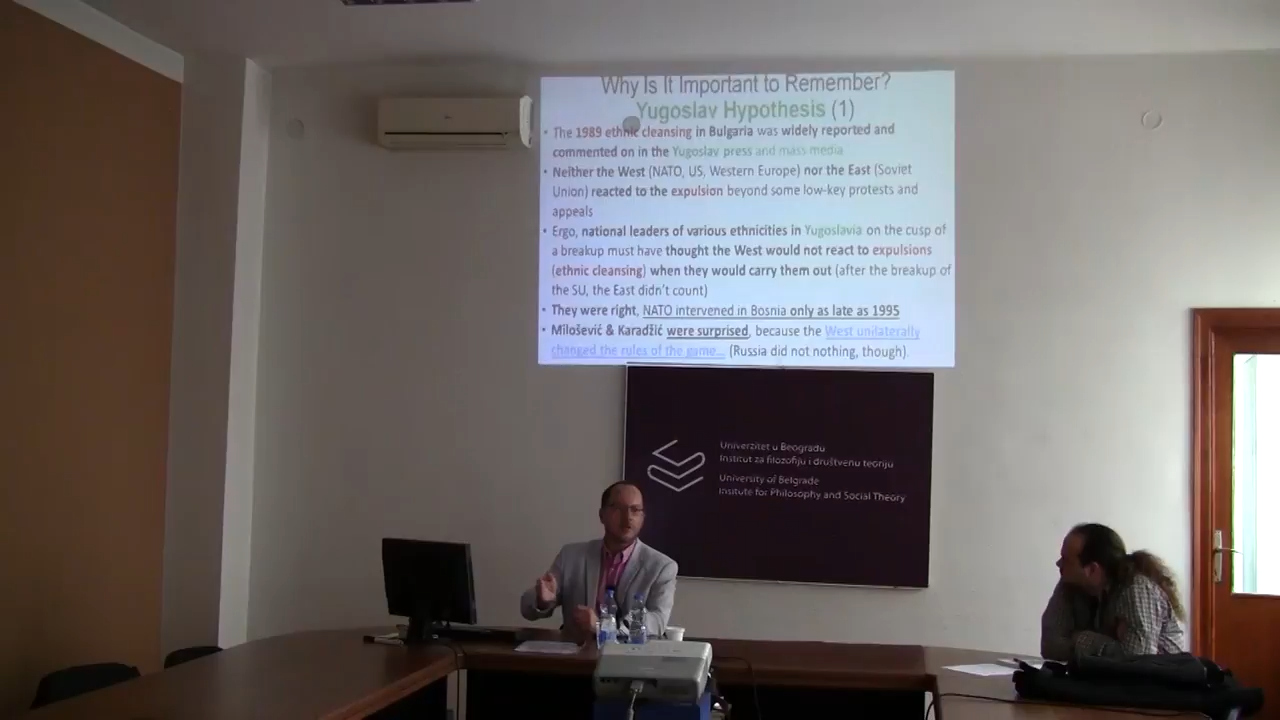 Why Is It Important to Remember?
Yugoslav Hypothesis (1)
• The 1989 ethnic cleansing in Bulgaria was widely reported and
commented on in the Yugoslav press and mass media
• Neither the West (NATO, US, Western Europe) nor the East (Soviet
Union) reacted to the expulsion beyond some low-key protests and
appeals
• Ergo, national leaders of various ethnicities in Yugoslavia on the cusp of
a breakup must have thought the West would not react to expulsions
(ethnic cleansing) when they would carry them out (after the breakup of
the SU, the East didn't count)
• They were right, NATO intervened in Bosnia only as late as 1995
• Milošević & Karadžić were surprised, because the West unilaterally
changed the rules of the game... (Russia did not nothing, though)
Univerzitet u Beogradu
Institut za filozofiju i društvenu teoriju
University of Belgrade
Institute for Philosophy and Social Theory